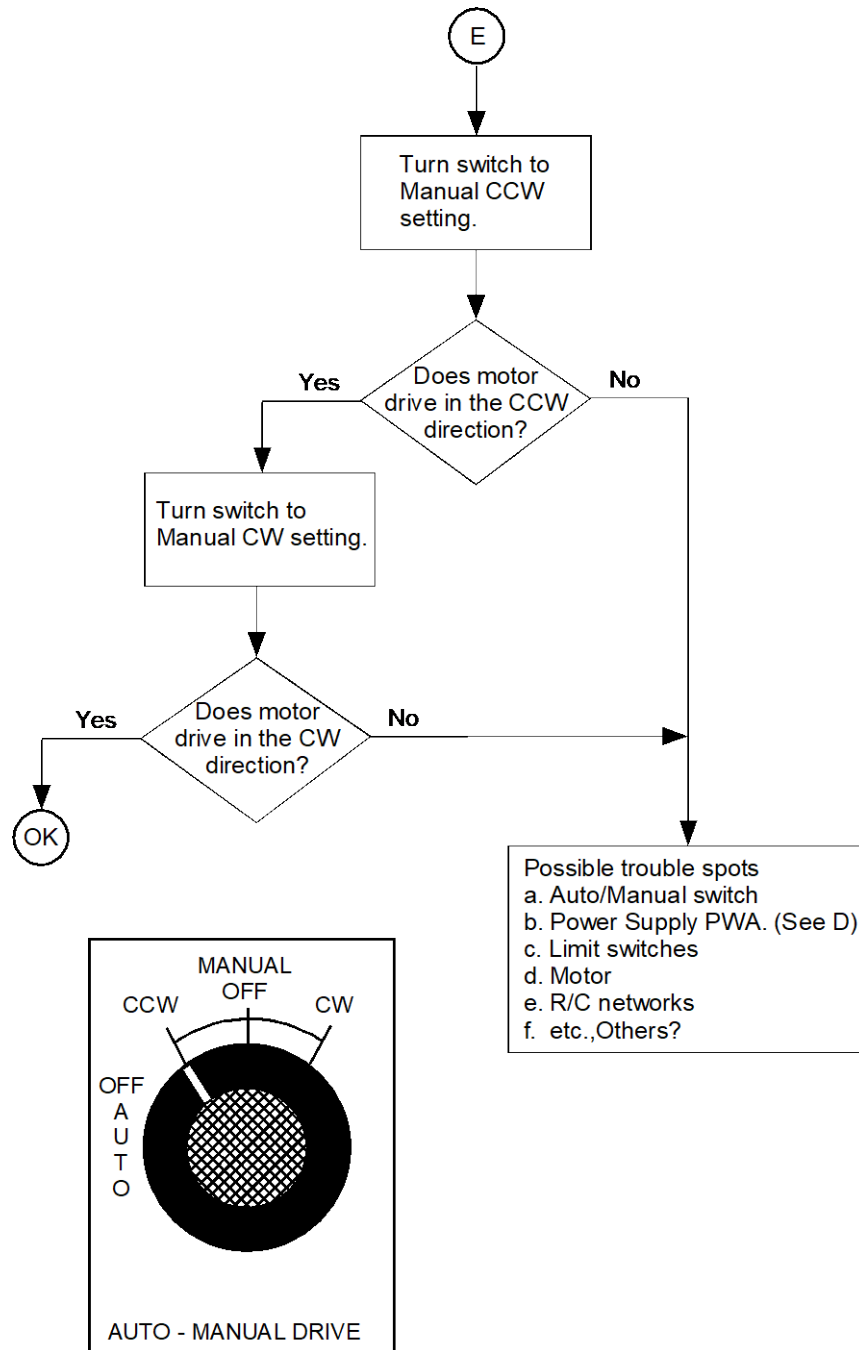 E
Turn switch to
Manual CCW
setting.
Does motor
drive in the CCW
direction?
Yes
No
Turn switch to
Manual CW setting.
Does motor
drive in the CW
direction?
Yes
No
OK
Possible trouble spots
a. Auto/Manual switch
b. Power Supply PWA. (See D)
c. Limit switches
d. Motor
e. R/C networks
f. etc.,Others?
MANUAL
OFF
CCW
CW
OFF
A
U
T
O
AUTO - MANUAL DRIVE